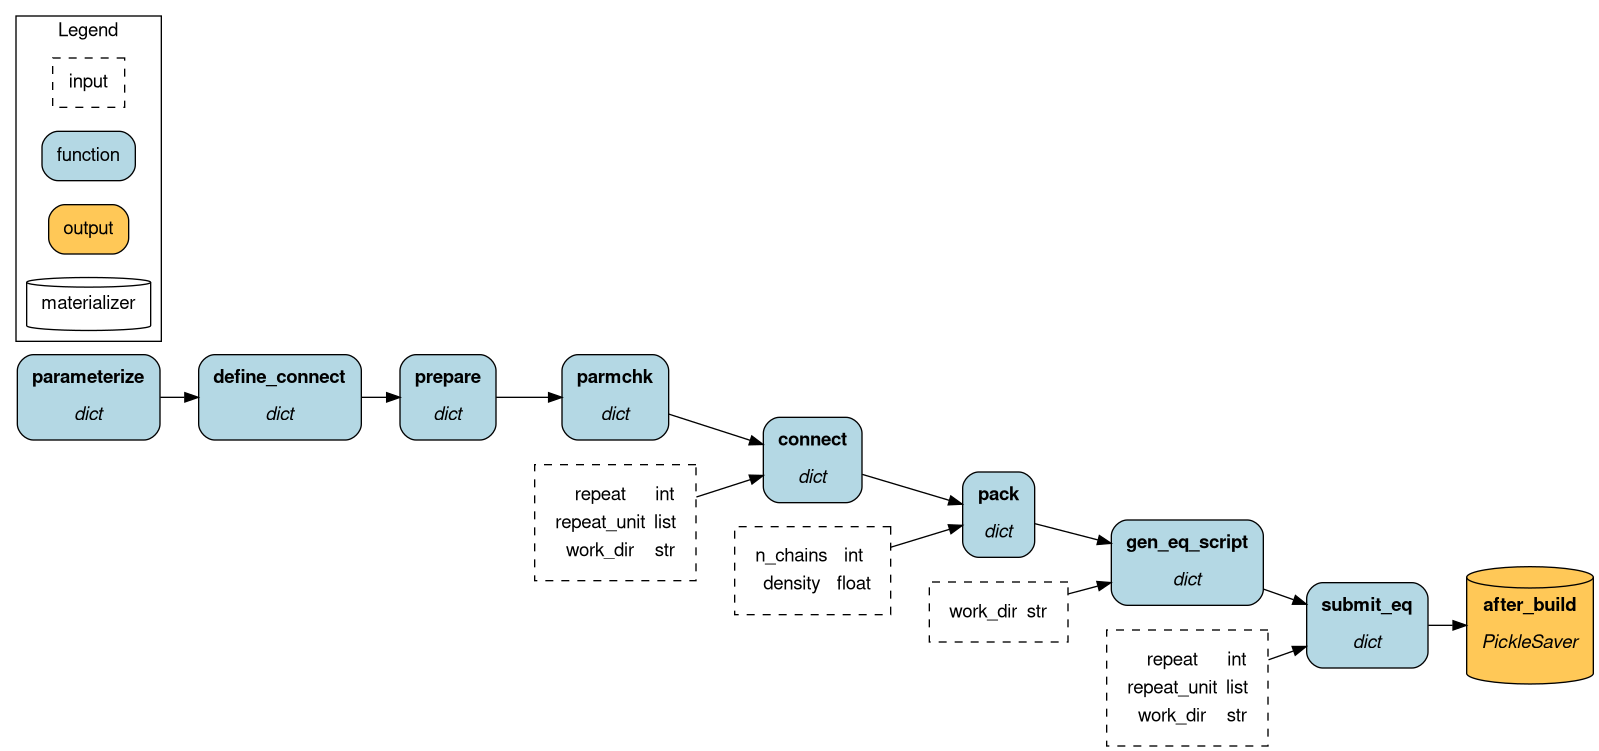 Legend
input
function
output
materializer
parameterize
dict
define_connect
dict
prepare
dict
parmchk
dict
connect
dict
repeat int
repeat_unit list
work_dir str
pack
dict
n_chains int
density float
gen_eq_script
dict
work_dir str
submit_eq
dict
repeat int
repeat_unit list
work_dir str
after_build
PickleSaver